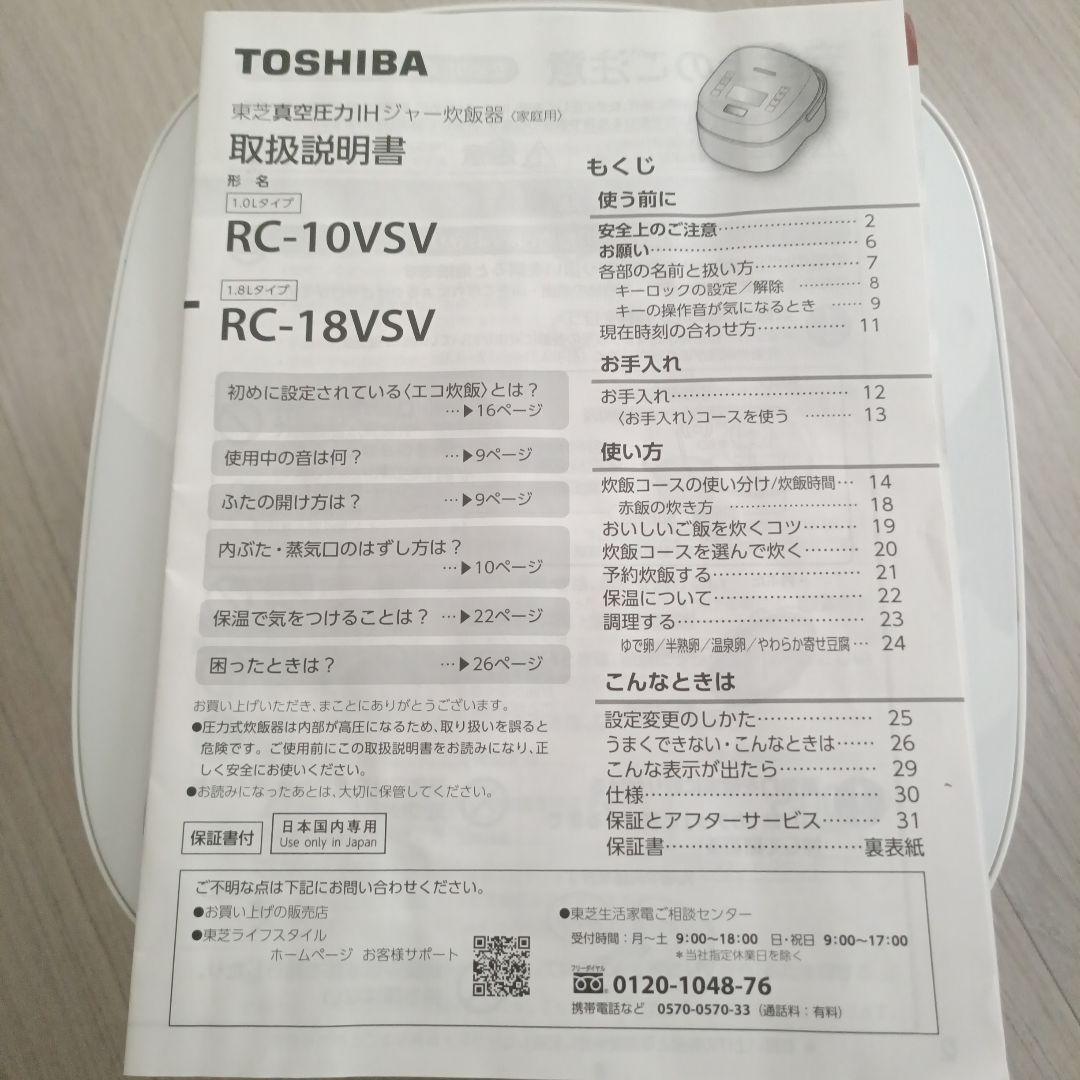 TOSHIBA
東芝真空圧力IHジャー炊飯器〈家庭用〉
取扱説明書
形 名
1.0Lタイプ
RC-10VSV
1.8Lタイプ
RC-18VSV
初めに設定されている〈エコ炊飯〉とは？
…▶16ページ
使用中の音は何？ …▶9ページ
ふたの開け方は？ …▶9ページ
内ぶた・蒸気口のはずし方は？
…▶10ページ
保温で気をつけることは？ …▶22ページ
困ったときは？ …▶26ページ
お買い上げいただき、まことにありがとうございます。
●圧力式炊飯器は内部が高圧になるため、取り扱いを誤ると
危険です。ご使用前にこの取扱説明書をお読みになり、正
しく安全にお使いください。
●お読みになったあとは、大切に保管してください。
保証書付
日本国内専用
Use only in Japan
もくじ
使う前に
安全上のご注意…………………… 2
お願い……………………………… 6
各部の名前と扱い方……………… 7
キーロックの設定／解除 ………… 8
キーの操作音が気になるとき …… 9
現在時刻の合わせ方…………… 11
お手入れ
お手入れ………………………… 12
〈お手入れ〉コースを使う ……… 13
使い方
炊飯コースの使い分け/炊飯時間… 14
赤飯の炊き方 …………………… 18
おいしいご飯を炊くコツ……… 19
炊飯コースを選んで炊く……… 20
予約炊飯する…………………… 21
保温について…………………… 22
調理する………………………… 23
ゆで卵／半熟卵／温泉卵／やわらか寄せ豆腐… 24
こんなときは
設定変更のしかた……………… 25
うまくできない・こんなときは…… 26
こんな表示が出たら…………… 29
仕様……………………………… 30
保証とアフターサービス……… 31
保証書…………………………裏表紙
ご不明な点は下記にお問い合わせください。
●お買い上げの販売店
●東芝ライフスタイル
ホームページ お客様サポート
●東芝生活家電ご相談センター
受付時間：月～土 9:00～18:00 日・祝日 9:00～17:00
＊当社指定休業日を除く
フリーダイヤル
0120-1048-76
携帯電話など 0570-0570-33（通話料：有料）